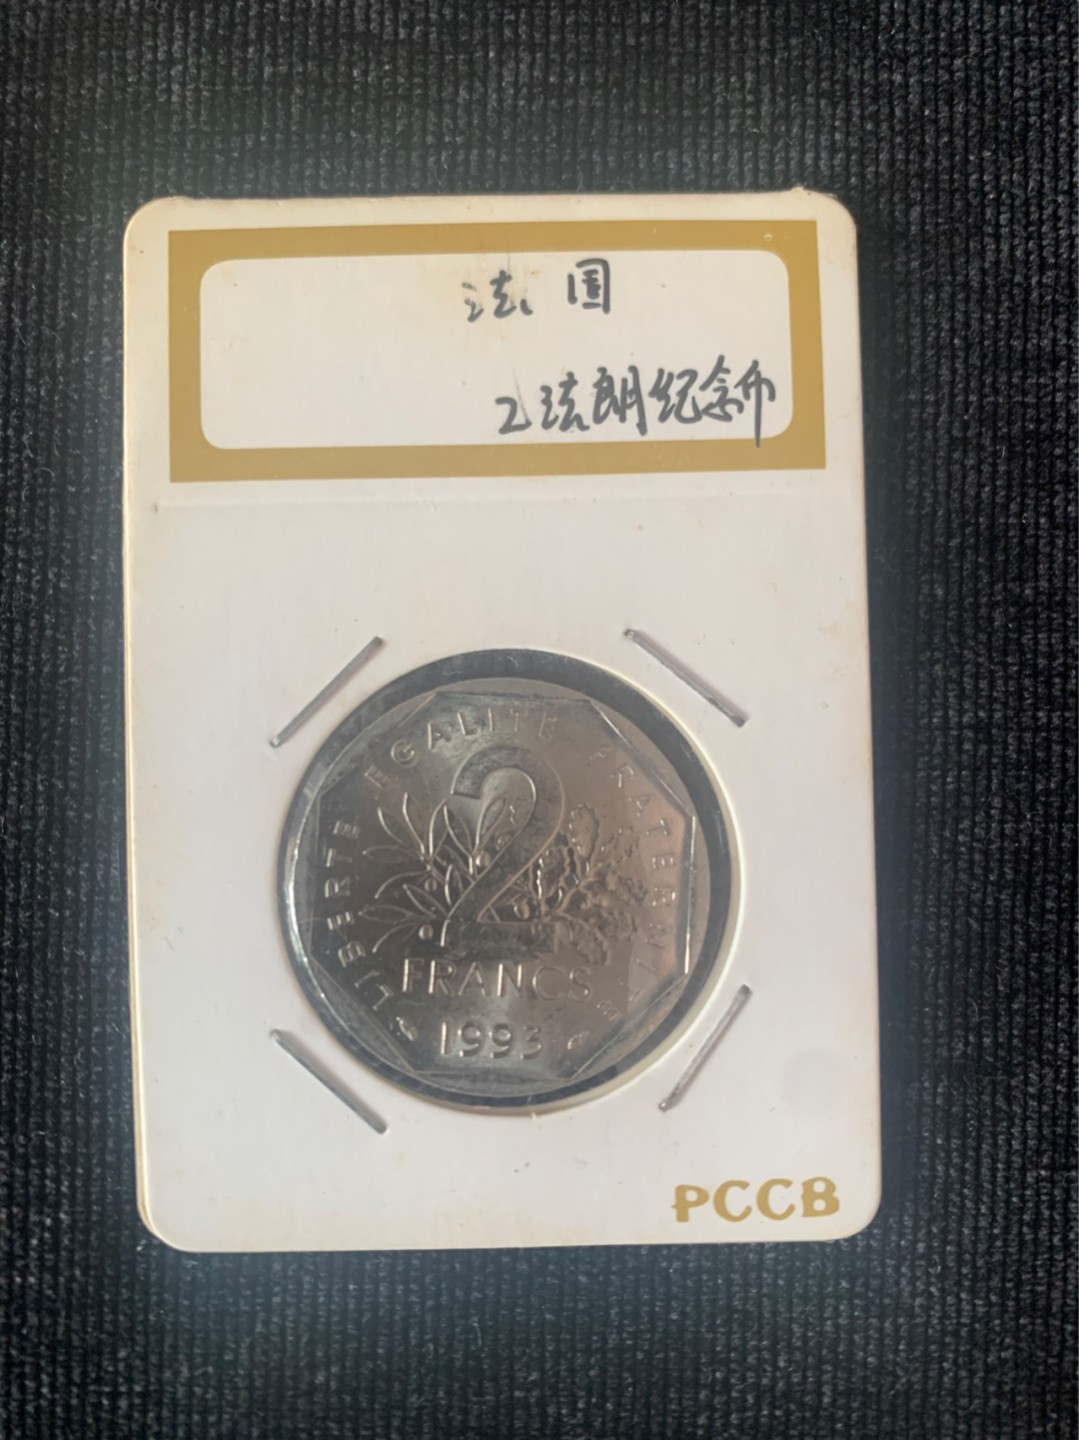 法国
2法朗纪念币
LIBERTE EGALITE FRATERNITE
2
FRANCS
1993
PCCB